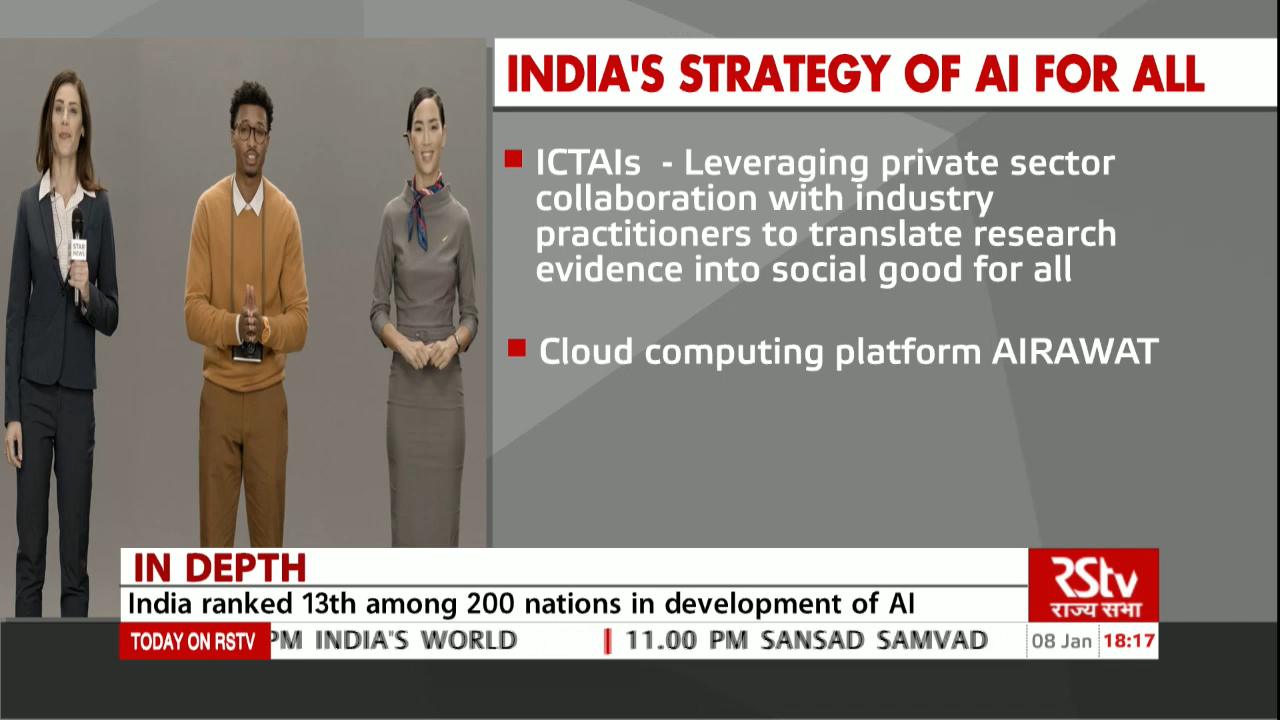 INDIA'S STRATEGY OF AI FOR ALL
ICTAIs - Leveraging private sector
collaboration with industry
practitioners to translate research
evidence into social good for all
Cloud computing platform AIRAWAT
STAR
NEWS
IN DEPTH
India ranked 13th among 200 nations in development of AI
RStv
राज्य सभा
TODAY ON RSTV
PM INDIA'S WORLD
11.00 PM SANSAD SAMVAD
08 Jan
18:17